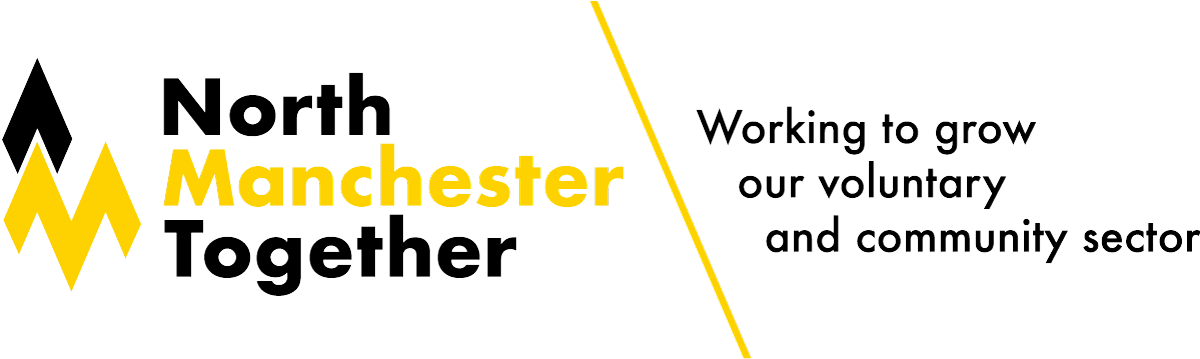 North
Manchester
Together
Working to grow
our voluntary
and community sector